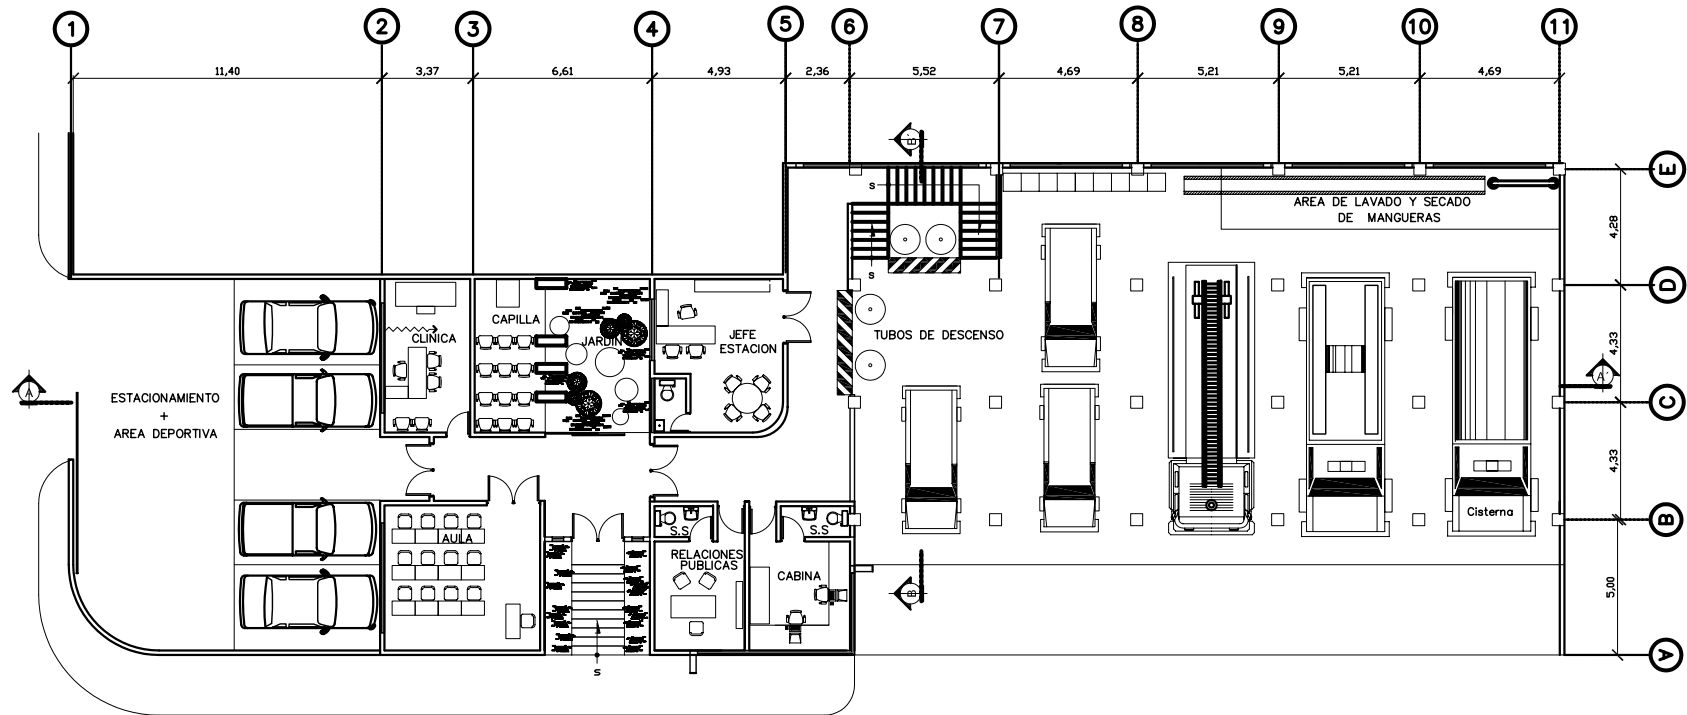 1 2 3 4 5 6 7 8 9 10 11
11,40 3,37 6,61 4,93 2,36 5,52 4,69 5,21 5,21 4,69
B'
E
S
AREA DE LAVADO Y SECADO
DE MANGUERAS
4,28
S
D
CAPILLA
CLINICA
JARDIN
JEFE
ESTACION
TUBOS DE DESCENSO
4,33
A
A'
ESTACIONAMIENTO
+
AREA DEPORTIVA
C
4,33
Cisterna
B
S.S
S.S
AULA
RELACIONES
PUBLICAS
CABINA
B
5,00
S
A